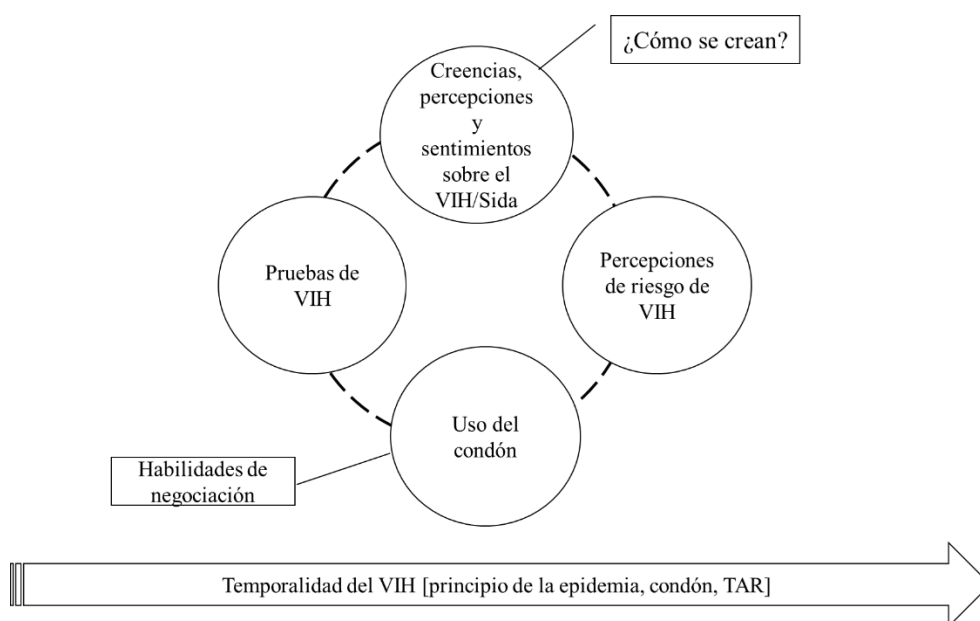 ¿Cómo se crean?
Creencias,
percepciones
y
sentimientos
sobre el
VIH/Sida
Pruebas de
VIH
Percepciones
de riesgo de
VIH
Uso del
condón
Habilidades de
negociación
Temporalidad del VIH [principio de la epidemia, condón, TAR]